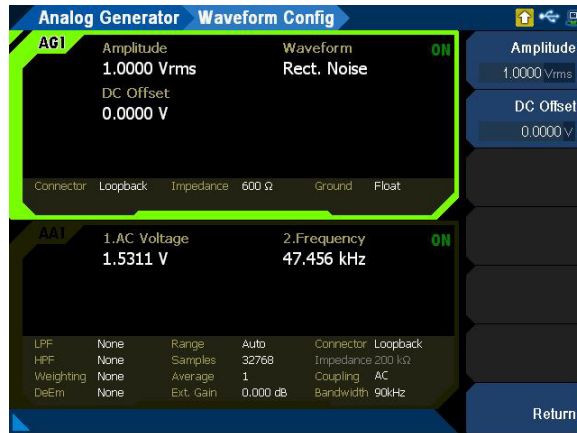 Analog Generator Waveform Config
AG1
Amplitude Waveform ON
1.0000 Vrms Rect. Noise
DC Offset
0.0000 V
Connector Loopback Impedance 600 Ω Ground Float
AA1
1.AC Voltage 2.Frequency ON
1.5311 V 47.456 kHz
LPF None Range Auto Connector Loopback
HPF None Samples 32768 Impedance 200 kΩ
Weighting None Average 1 Coupling AC
DeEm None Ext. Gain 0.000 dB Bandwidth 90kHz
Amplitude
1.0000 Vrms
DC Offset
0.0000 V
Return